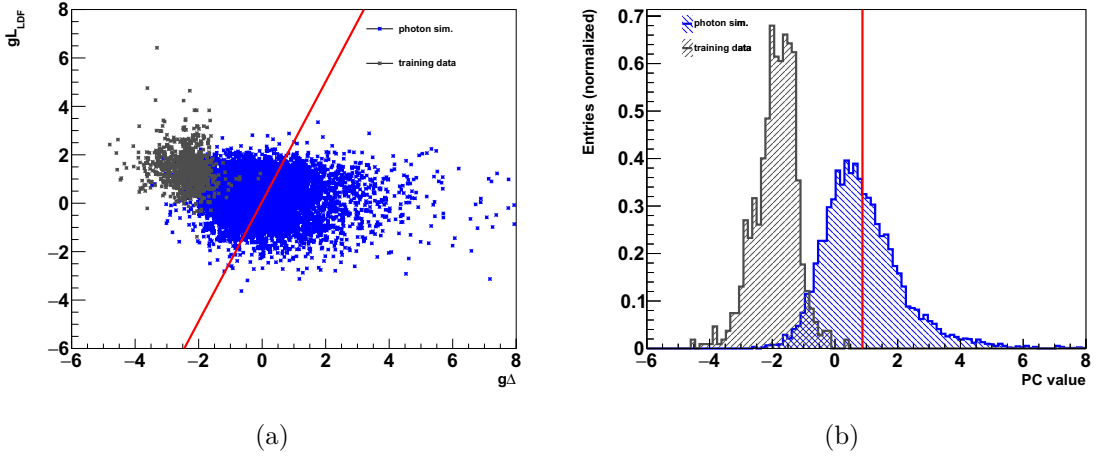 gL_LDF
8
6
4
2
0
−2
−4
−6
photon sim.
training data
−6 −4 −2 0 2 4 6 8
gΔ
(a)
Entries (normalized)
0.7
0.6
0.5
0.4
0.3
0.2
0.1
0
photon sim.
training data
−6 −4 −2 0 2 4 6 8
PC value
(b)